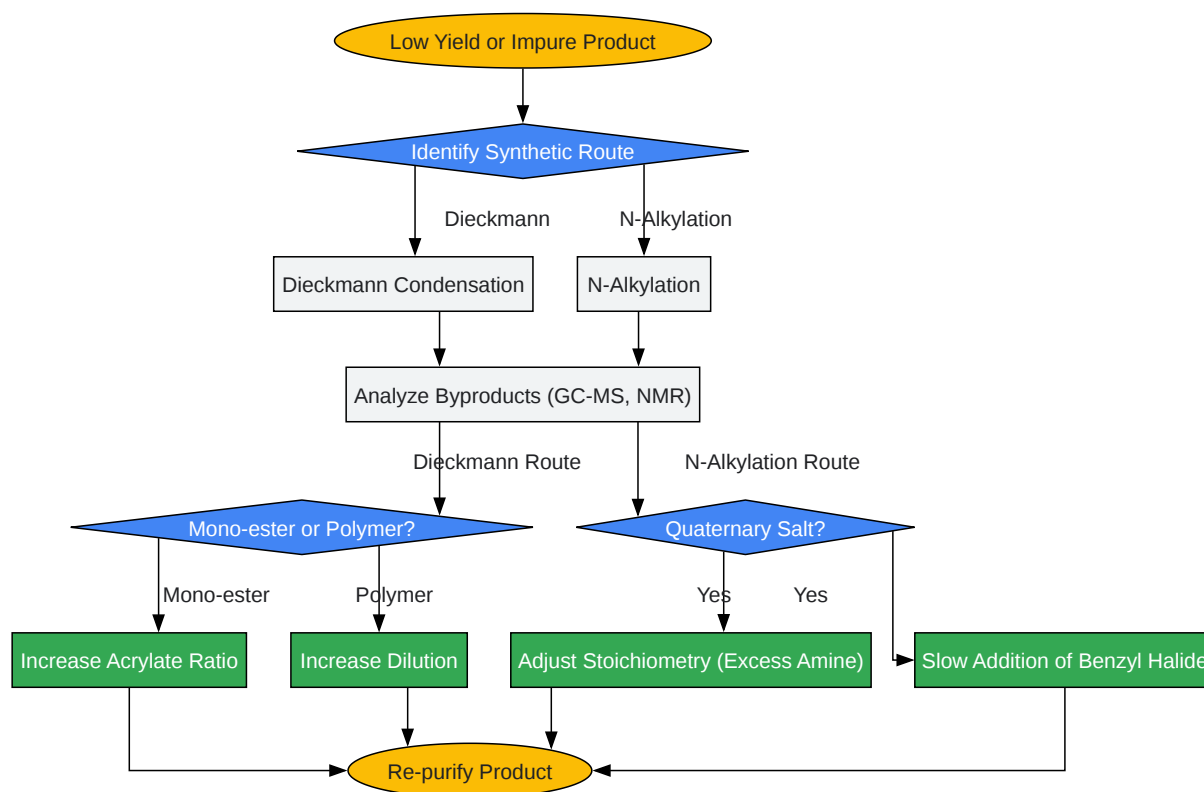 Low Yield or Impure Product
Identify Synthetic Route
Dieckmann
N-Alkylation
Dieckmann Condensation
N-Alkylation
Analyze Byproducts (GC-MS, NMR)
Dieckmann Route
N-Alkylation Route
Mono-ester or Polymer?
Quaternary Salt?
Mono-ester
Polymer
Yes
Yes
Increase Acrylate Ratio
Increase Dilution
Adjust Stoichiometry (Excess Amine)
Slow Addition of Benzyl Halide
Re-purify Product